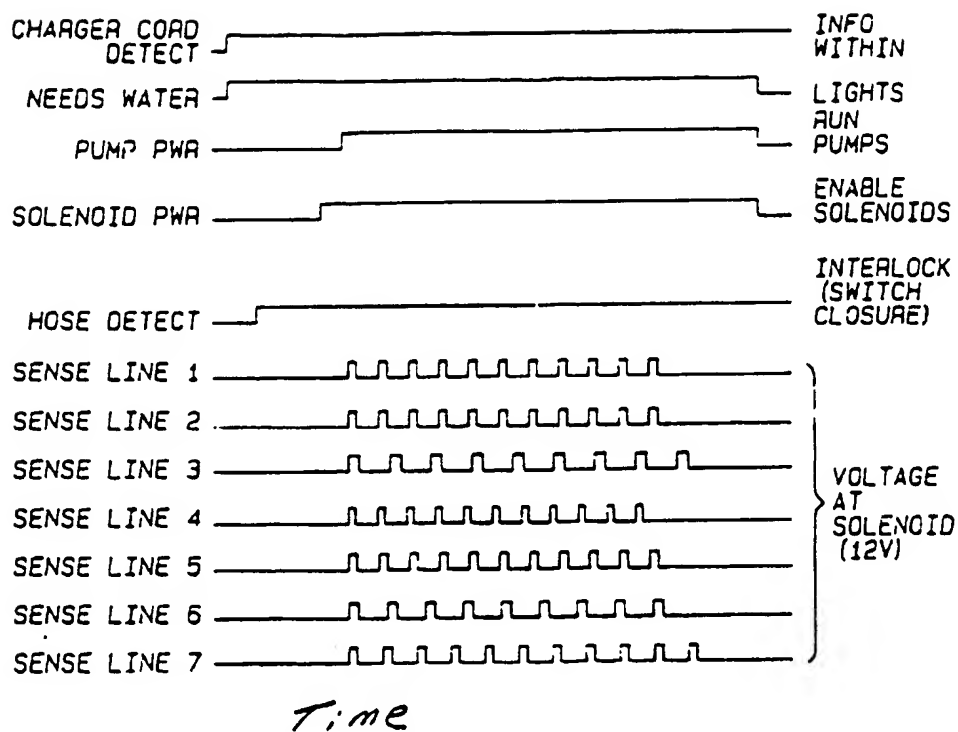 CHARGER CORD
DETECT
INFO
WITHIN
NEEDS WATER
LIGHTS
PUMP PWR
RUN
PUMPS
SOLENOID PWR
ENABLE
SOLENOIDS
HOSE DETECT
INTERLOCK
(SWITCH
CLOSURE)
SENSE LINE 1
SENSE LINE 2
SENSE LINE 3
SENSE LINE 4
SENSE LINE 5
SENSE LINE 6
SENSE LINE 7
VOLTAGE
AT
SOLENOID
(12V)
Time